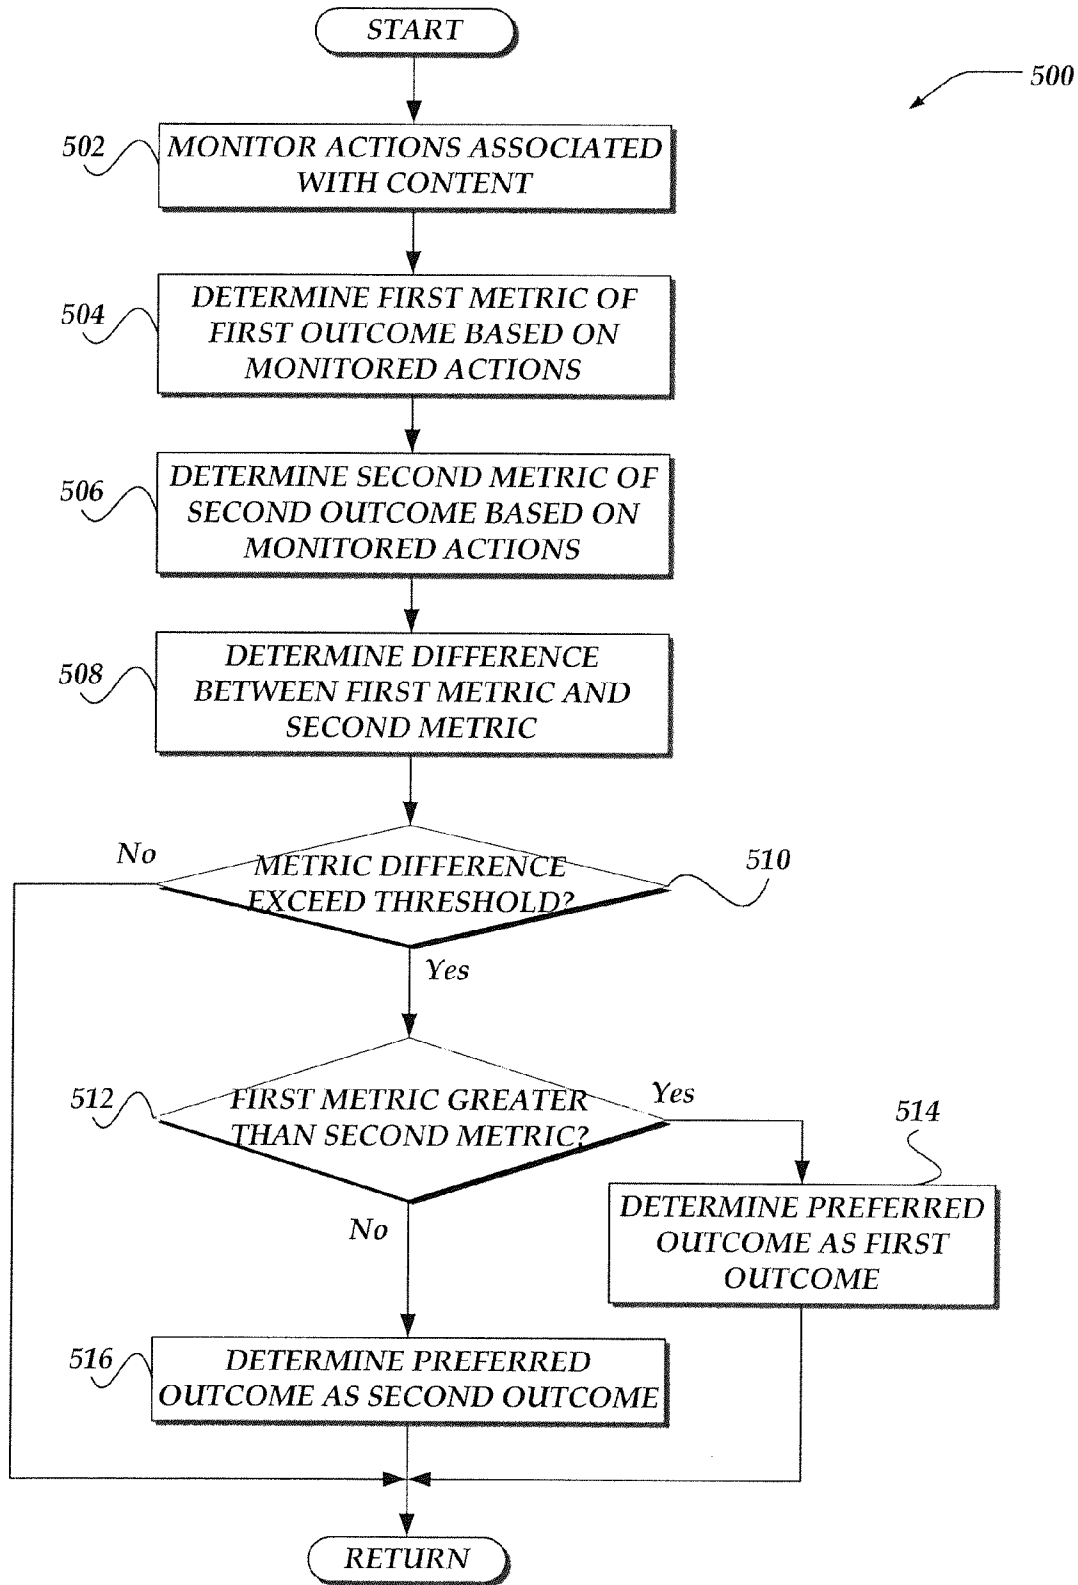 START
500
502
MONITOR ACTIONS ASSOCIATED
WITH CONTENT
504
DETERMINE FIRST METRIC OF
FIRST OUTCOME BASED ON
MONITORED ACTIONS
506
DETERMINE SECOND METRIC OF
SECOND OUTCOME BASED ON
MONITORED ACTIONS
508
DETERMINE DIFFERENCE
BETWEEN FIRST METRIC AND
SECOND METRIC
No
METRIC DIFFERENCE
EXCEED THRESHOLD?
510
Yes
512
FIRST METRIC GREATER
THAN SECOND METRIC?
Yes
514
DETERMINE PREFERRED
OUTCOME AS FIRST
OUTCOME
No
516
DETERMINE PREFERRED
OUTCOME AS SECOND OUTCOME
RETURN